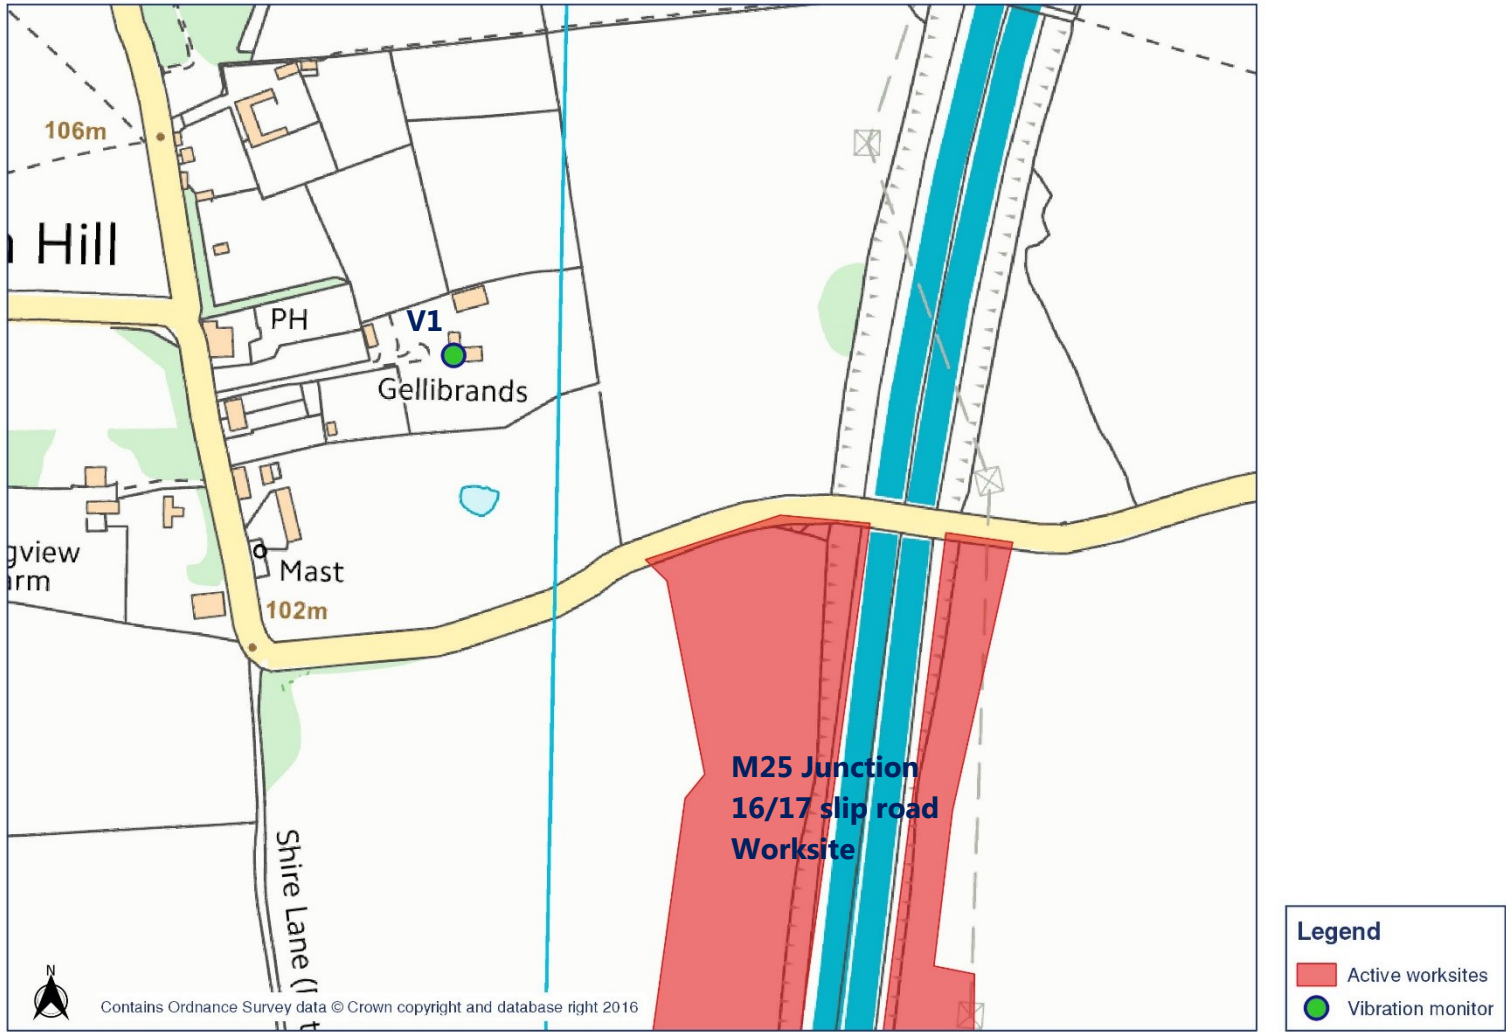 106m
Hill
PH
V1
Gellibrands
gview
arm
Mast
102m
M25 Junction
16/17 slip road
Worksite
Shire Lane (
N
Contains Ordnance Survey data © Crown copyright and database right 2016
Legend
Active worksites
Vibration monitor